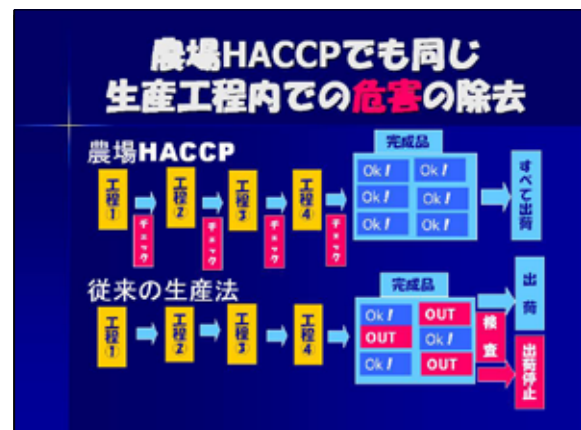 農場HACCPでも同じ
生産工程内での危害の除去
農場HACCP
工程①
工程②
工程③
工程④
チェック
チェック
チェック
チェック
完成品
Ok!
Ok!
Ok!
Ok!
Ok!
Ok!
すべて出荷
従来の生産法
工程①
工程②
工程③
工程④
完成品
Ok!
OUT
OUT
Ok!
Ok!
OUT
検査
出荷
出荷停止